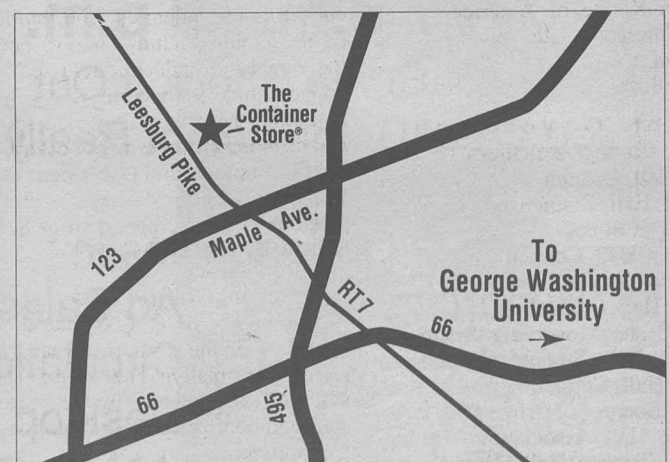 The
Container
Store®
Leesburg Pike
Maple Ave.
123
To
George Washington
University
RT7
66
66
495